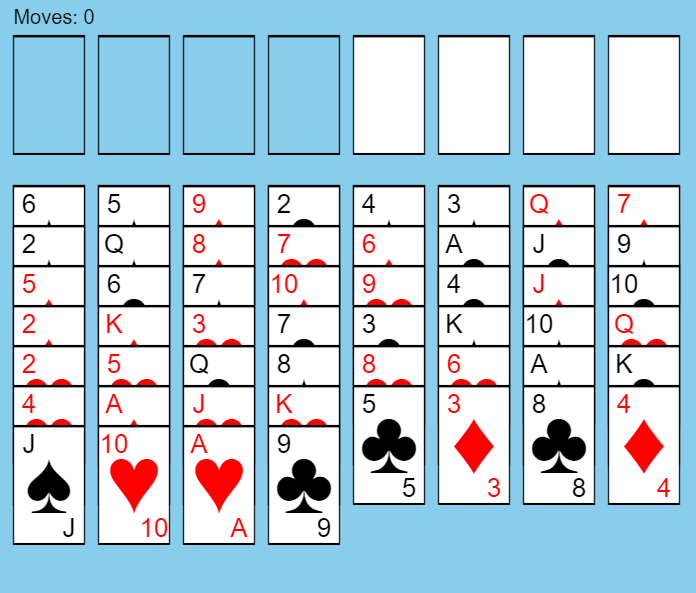 Moves: 0
6 5 9 2 4 3 Q 7
2 Q 8 7 6 A J 9
5 6 7 10 9 4 J 10
2 K 3 7 3 K 10 Q
2 5 Q 8 8 6 A K
4 A J K 5 3 8 4
J 10 A 9
5 3 8 4
J 10 A 9